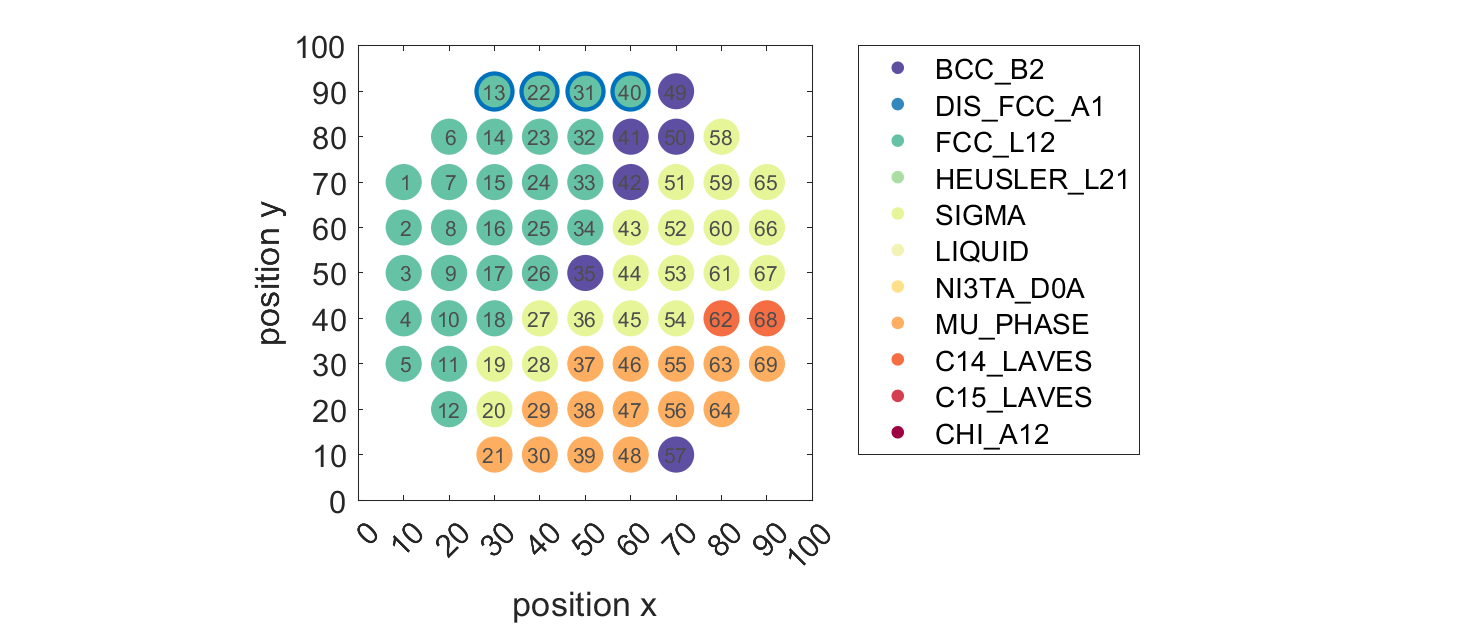 100
90
80
70
60
50
40
30
20
10
0
position y
13 22 31 40 49
6 14 23 32 41 50 58
1 7 15 24 33 42 51 59 65
2 8 16 25 34 43 52 60 66
3 9 17 26 35 44 53 61 67
4 10 18 27 36 45 54 62 68
5 11 19 28 37 46 55 63 69
12 20 29 38 47 56 64
21 30 39 48 57
0 10 20 30 40 50 60 70 80 90 100
position x
BCC_B2
DIS_FCC_A1
FCC_L12
HEUSLER_L21
SIGMA
LIQUID
NI3TA_D0A
MU_PHASE
C14_LAVES
C15_LAVES
CHI_A12